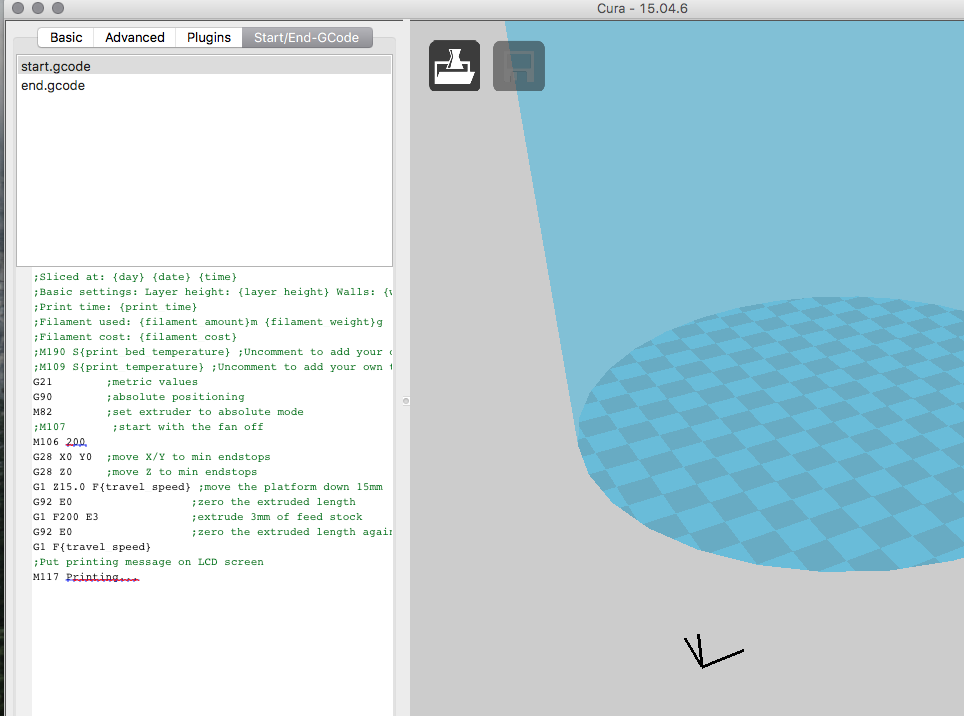 Cura - 15.04.6
Basic Advanced Plugins Start/End-GCode
start.gcode
end.gcode
;Sliced at: {day} {date} {time}
;Basic settings: Layer height: {layer height} Walls:
;Print time: {print time}
;Filament used: {filament amount}m {filament weight}g
;Filament cost: {filament cost}
;M190 S{print bed temperature} ;Uncomment to add your
;M109 S{print temperature} ;Uncomment to add your own
G21 ;metric values
G90 ;absolute positioning
M82 ;set extruder to absolute mode
;M107 ;start with the fan off
M106 200
G28 X0 Y0 ;move X/Y to min endstops
G28 Z0 ;move Z to min endstops
G1 Z15.0 F{travel speed} ;move the platform down 15mm
G92 E0 ;zero the extruded length
G1 F200 E3 ;extrude 3mm of feed stock
G92 E0 ;zero the extruded length again
G1 F{travel speed}
;Put printing message on LCD screen
M117 Printing...